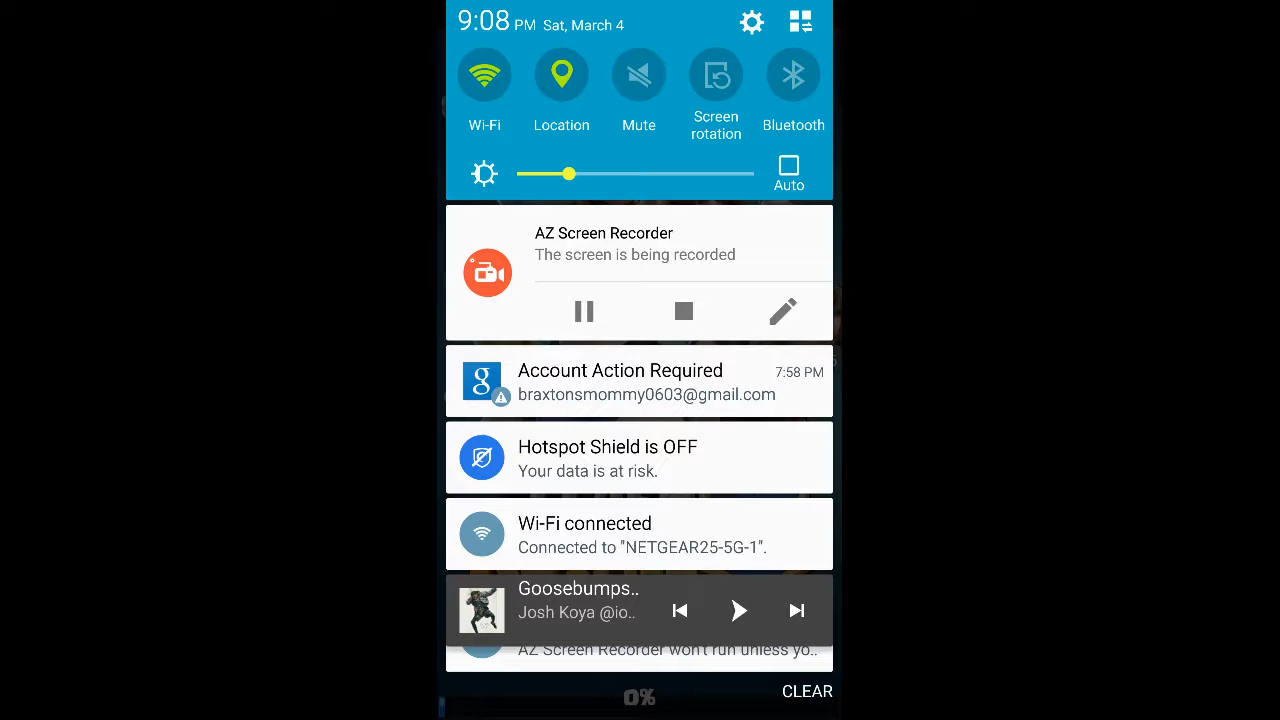 9:08 PM Sat, March 4
Wi-Fi
Location
Mute
Screen
rotation
Bluetooth
Auto
AZ Screen Recorder
The screen is being recorded
g
Account Action Required
7:58 PM
braxtonsmommy0603@gmail.com
Hotspot Shield is OFF
Your data is at risk.
Wi-Fi connected
Connected to "NETGEAR25-5G-1".
Goosebumps..
Josh Koya @io..
AZ Screen Recorder won't run unless yo..
CLEAR
0%